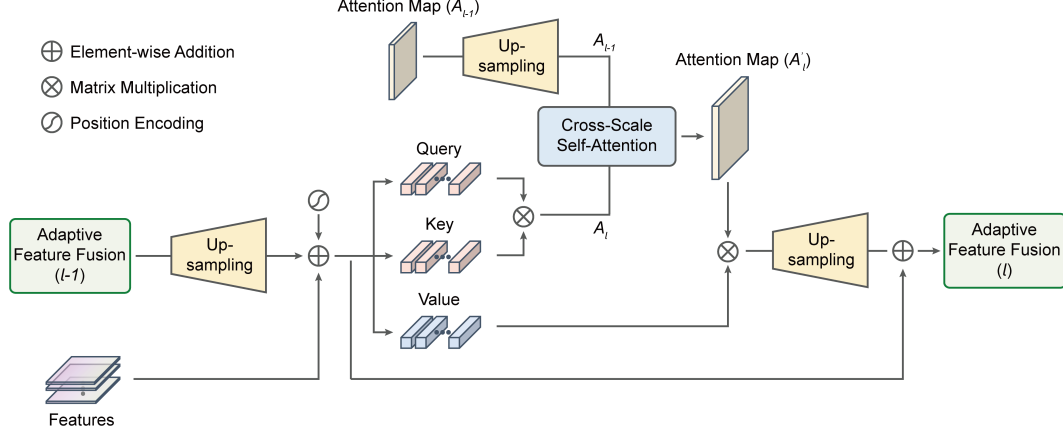 Attention Map (A_{l-1})
Element-wise Addition
Matrix Multiplication
Position Encoding
Up-
sampling
A_{l-1}
Attention Map (A'_l)
Cross-Scale
Self-Attention
Query
Key
Value
A_l
Adaptive
Feature Fusion
(l-1)
Up-
sampling
Up-
sampling
Adaptive
Feature Fusion
(l)
Features